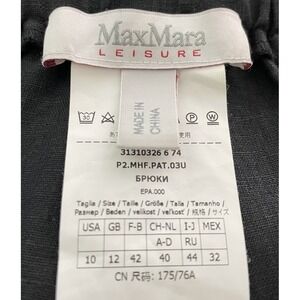 MaxMara
LEISURE
MADE IN
CHINA
30
31310326 6 74
P2.MHF.PAT.03U
БРЮКИ
EPA.000
Taglia / Size / Taille / Größe / Talla / Tamanho /
Размер / Beden / velikost / veľkosť / 规格 / サイズ
USA GB F-B CH-NL I-J MEX
A-D RU
10 12 42 40 44 32
CN 尺码: 175/76A